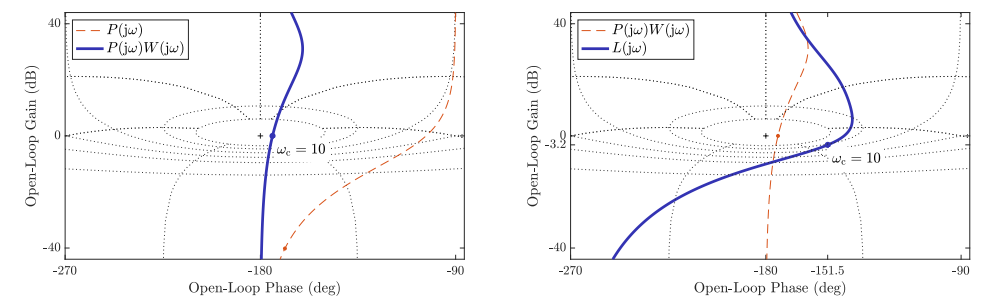 40
0
-40
Open-Loop Gain (dB)
P(jω)
P(jω)W(jω)
ω_c = 10
-270
-180
-90
Open-Loop Phase (deg)
40
0
-3.2
-40
Open-Loop Gain (dB)
P(jω)W(jω)
L(jω)
ω_c = 10
-270
-180
-151.5
-90
Open-Loop Phase (deg)